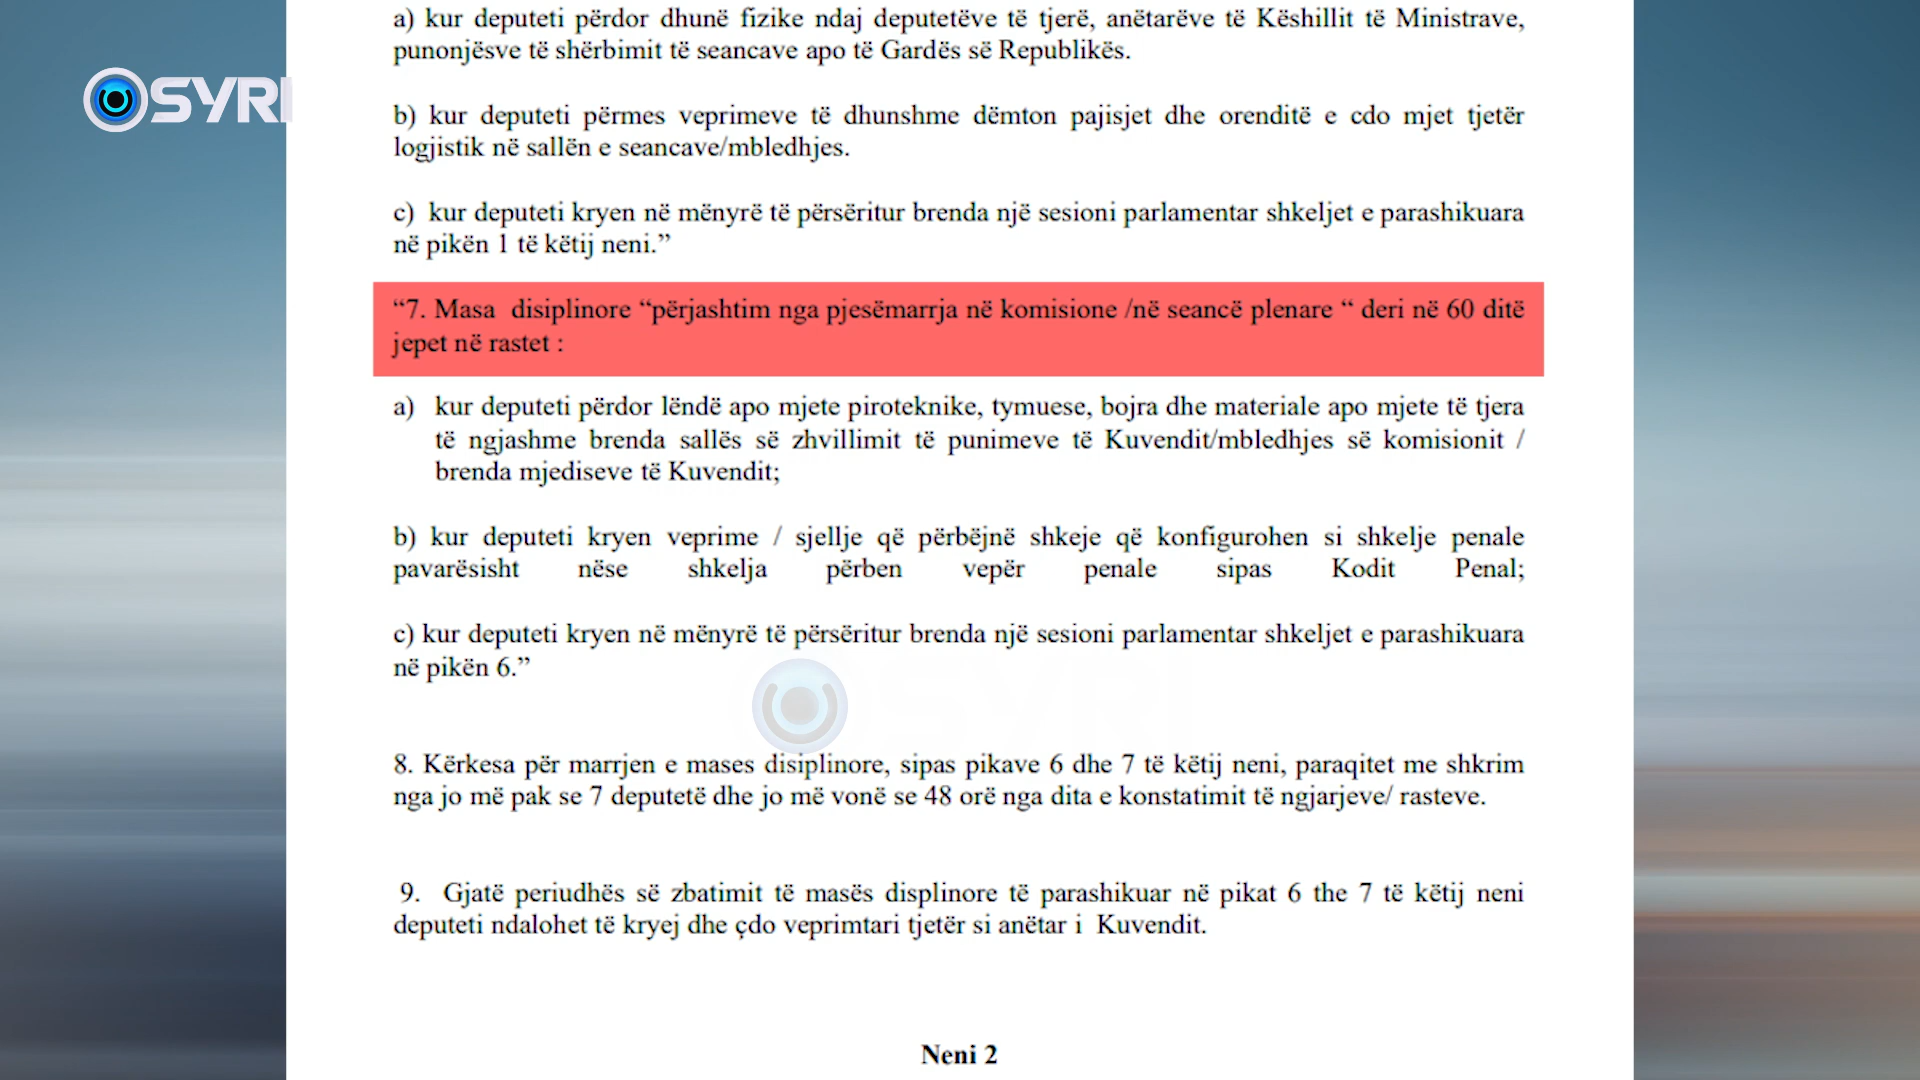 a) kur deputeti përdor dhunë fizike ndaj deputetëve të tjerë, anëtarëve të Këshillit të Ministrave,
punonjësve të shërbimit të seancave apo të Gardës së Republikës.
SYRI
b) kur deputeti përmes veprimeve të dhunshme dëmton pajisjet dhe orenditë e cdo mjet tjetër
logjistik në sallën e seancave/mbledhjes.
c) kur deputeti kryen në mënyrë të përsëritur brenda një sesioni parlamentar shkeljet e parashikuara
në pikën 1 të këtij neni.”
“7. Masa disiplinore “përjashtim nga pjesëmarrja në komisione /në seancë plenare “ deri në 60 ditë
jepet në rastet :
a) kur deputeti përdor lëndë apo mjete piroteknike, tymuese, bojra dhe materiale apo mjete të tjera
të ngjashme brenda sallës së zhvillimit të punimeve të Kuvendit/mbledhjes së komisionit /
brenda mjediseve të Kuvendit;
b) kur deputeti kryen veprime / sjellje që përbëjnë shkeje që konfigurohen si shkelje penale
pavarësisht nëse shkelja përben vepër penale sipas Kodit Penal;
c) kur deputeti kryen në mënyrë të përsëritur brenda një sesioni parlamentar shkeljet e parashikuara
në pikën 6.”
8. Kërkesa për marrjen e mases disiplinore, sipas pikave 6 dhe 7 të këtij neni, paraqitet me shkrim
nga jo më pak se 7 deputetë dhe jo më vonë se 48 orë nga dita e konstatimit të ngjarjeve/ rasteve.
9. Gjatë periudhës së zbatimit të masës displinore të parashikuar në pikat 6 the 7 të këtij neni
deputeti ndalohet të kryej dhe çdo veprimtari tjetër si anëtar i Kuvendit.
Neni 2